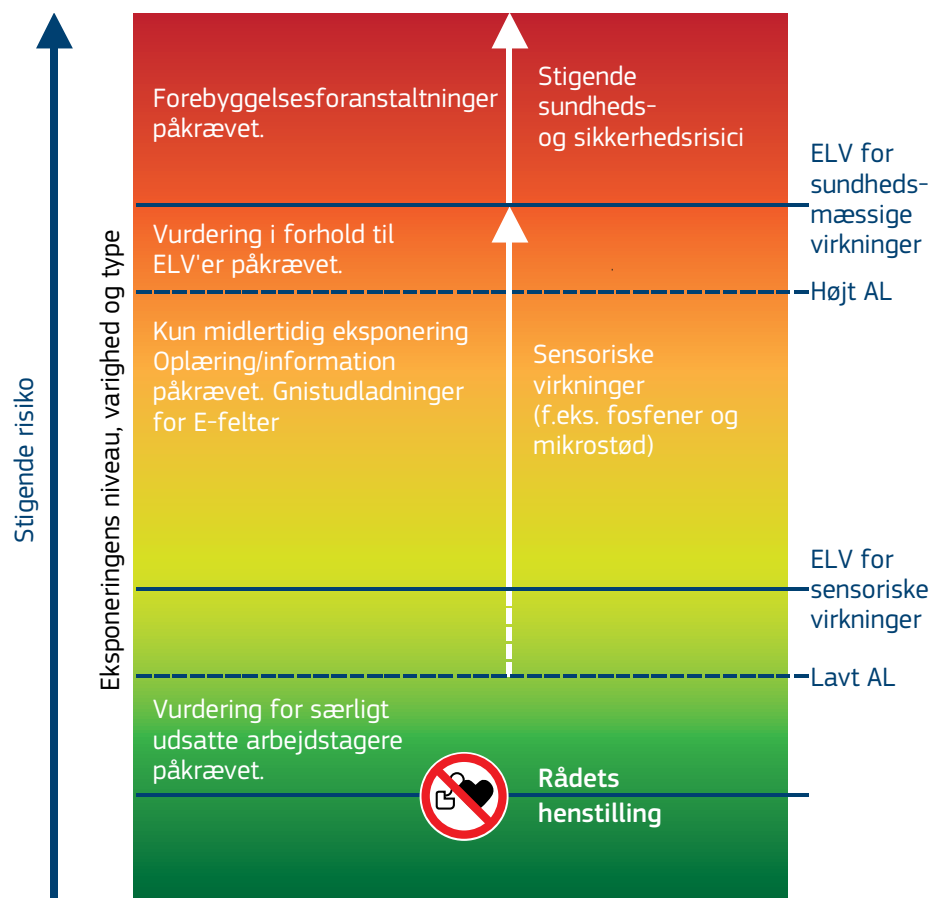 Stigende risiko
Eksponeringens niveau, varighed og type
Forebyggelsesforanstaltninger
påkrævet.
Stigende
sundheds-
og sikkerhedsrisici
ELV for
sundheds-
mæssige
virkninger
Vurdering i forhold til
ELV'er påkrævet.
Højt AL
Kun midlertidig eksponering
Oplæring/information
påkrævet. Gnistudladninger
for E-felter
Sensoriske
virkninger
(f.eks. fosfener og
mikrostød)
ELV for
sensoriske
virkninger
Lavt AL
Vurdering for særligt
udsatte arbejdstagere
påkrævet.
Rådets
henstilling